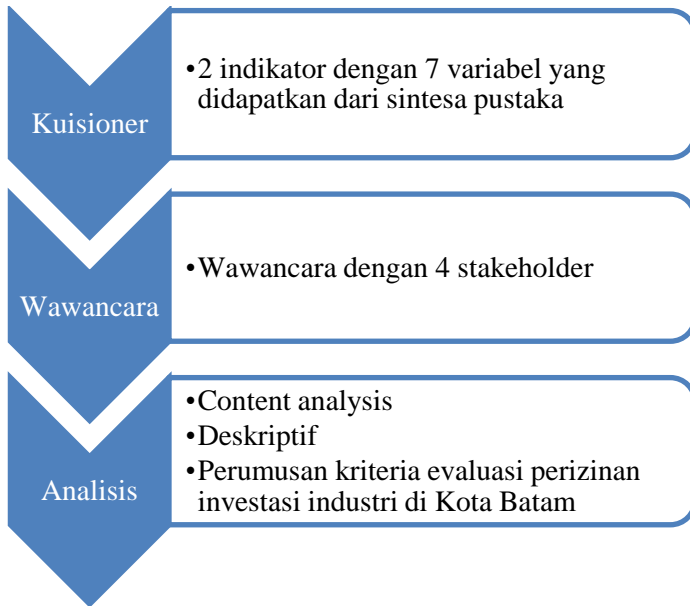 Kuisioner
•2 indikator dengan 7 variabel yang
didapatkan dari sintesa pustaka
Wawancara
•Wawancara dengan 4 stakeholder
Analisis
•Content analysis
•Deskriptif
•Perumusan kriteria evaluasi perizinan
investasi industri di Kota Batam